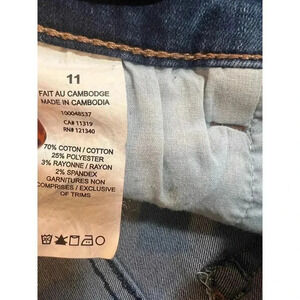 11
FAIT AU CAMBODGE
MADE IN CAMBODIA
100048537
CA# 11319
RN# 121340
70% COTON / COTTON
25% POLYESTER
3% RAYONNE / RAYON
2% SPANDEX
GARNITURES NON
COMPRISES / EXCLUSIVE
OF TRIMS